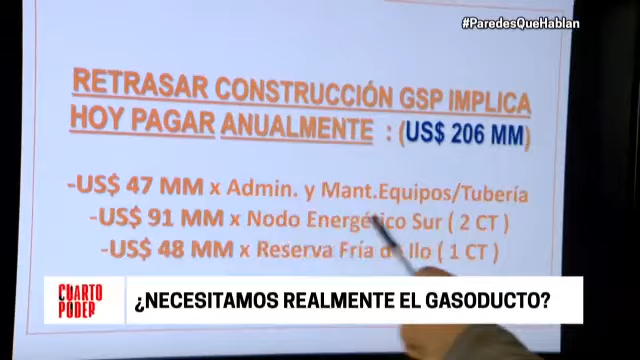 #ParedesQueHablan
RETRASAR CONSTRUCCIÓN GSP IMPLICA
HOY PAGAR ANUALMENTE : (US$ 206 MM)
-US$ 47 MM x Admin. y Mant.Equipos/Tubería
-US$ 91 MM x Nodo Energético Sur ( 2 CT )
-US$ 48 MM x Reserva Fría de Ilo ( 1 CT )
CUARTO
PODER
¿NECESITAMOS REALMENTE EL GASODUCTO?